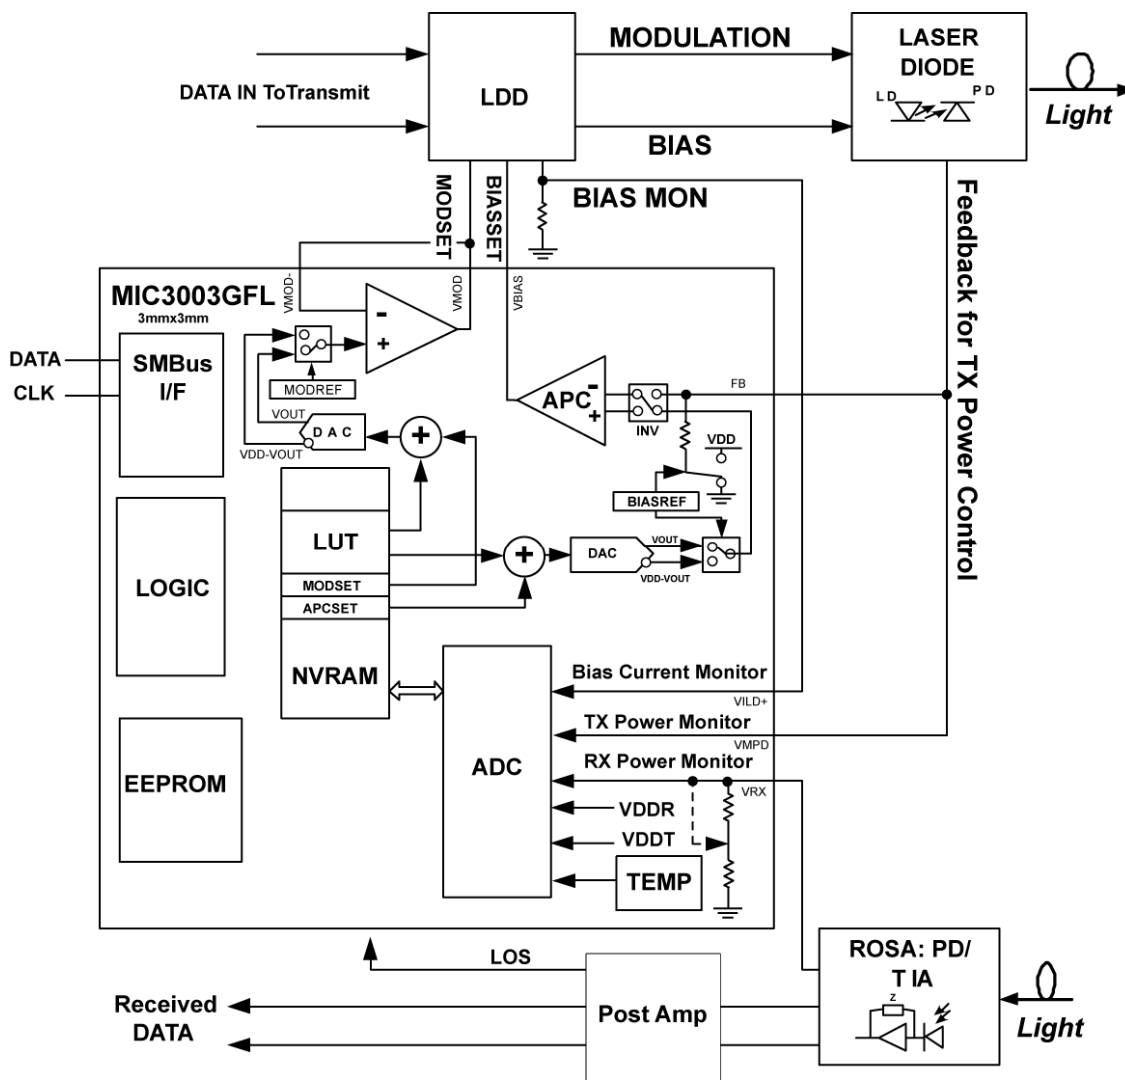 MODULATION
LASER
DIODE
LD
PD
Light
DATA IN ToTransmit
LDD
BIAS
MODSET
BIASSET
BIAS MON
Feedback for TX Power Control
MIC3003GFL
3mmx3mm
VMOD-
VMOD
VBIAS
-
+
DATA
CLK
SMBus
I/F
MODREF
VOUT
VDD-VOUT
DAC
+
APC
-
+
INV
FB
VDD
BIASREF
LUT
MODSET
APCSET
NVRAM
+
DAC
VOUT
VDD-VOUT
LOGIC
EEPROM
ADC
Bias Current Monitor
VILD+
TX Power Monitor
VMPD
RX Power Monitor
VRX
VDDR
VDDT
TEMP
LOS
Received
DATA
Post Amp
ROSA: PD/
T IA
Z
Light